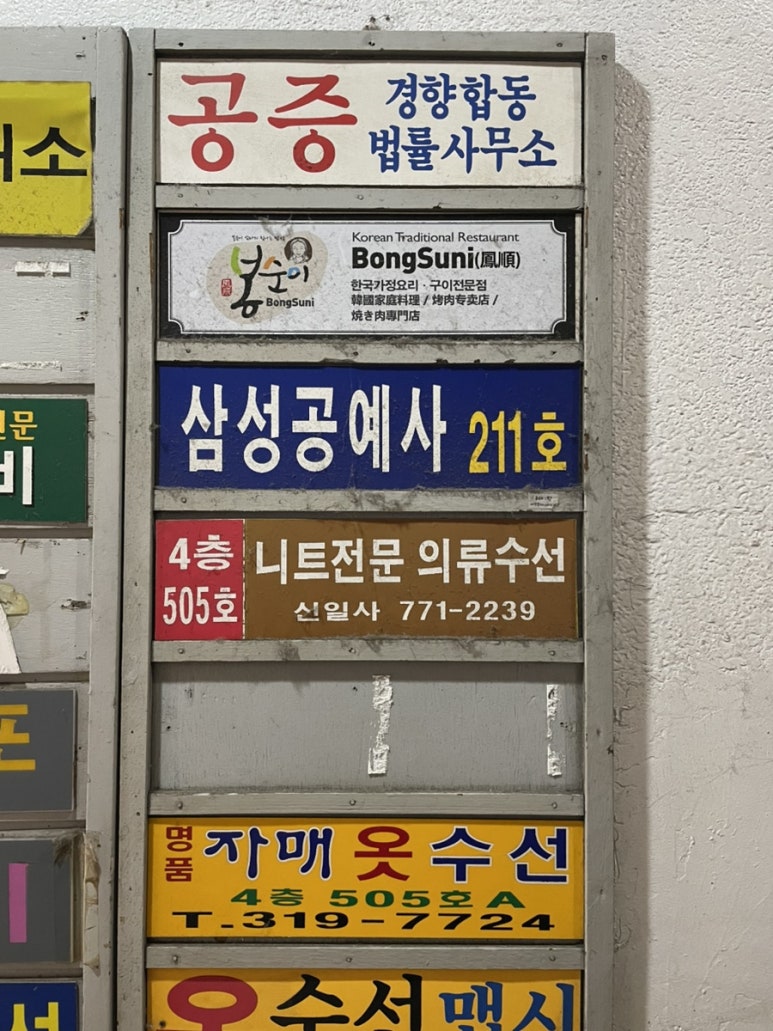 공증
경향합동
법률사무소
봉순이
BongSuni
Korean Traditional Restaurant
BongSuni(鳳順)
한국가정요리 · 구이전문점
韓國家庭料理 / 烤肉专卖店 /
焼き肉專門店
삼성공예사 211호
4층
505호
니트전문 의류수선
신일사 771-2239
명품
자매 옷 수선
4층 505호 A
T.319-7724
옷수선
소
전문
비